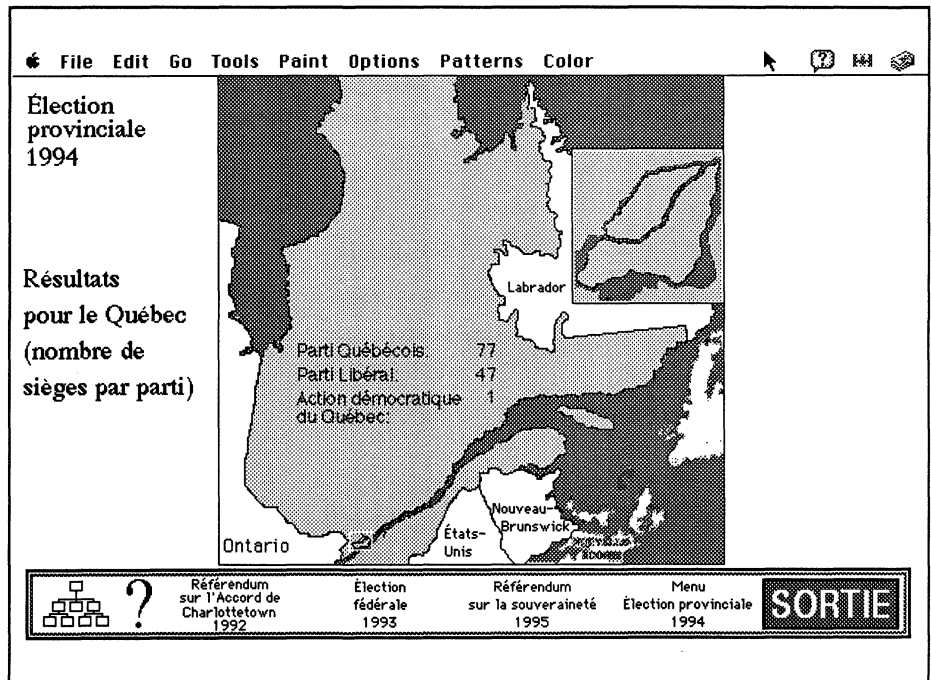 File Edit Go Tools Paint Options Patterns Color
Élection
provinciale
1994
Résultats
pour le Québec
(nombre de
sièges par parti)
Labrador
Parti Québécois: 77
Parti Libéral: 47
Action démocratique 1
du Québec:
Nouveau-
Brunswick
États-
Unis
Ontario
?
Référendum
sur l'Accord de
Charlottetown
1992
Élection
fédérale
1993
Référendum
sur la souveraineté
1995
Menu
Élection provinciale
1994
SORTIE